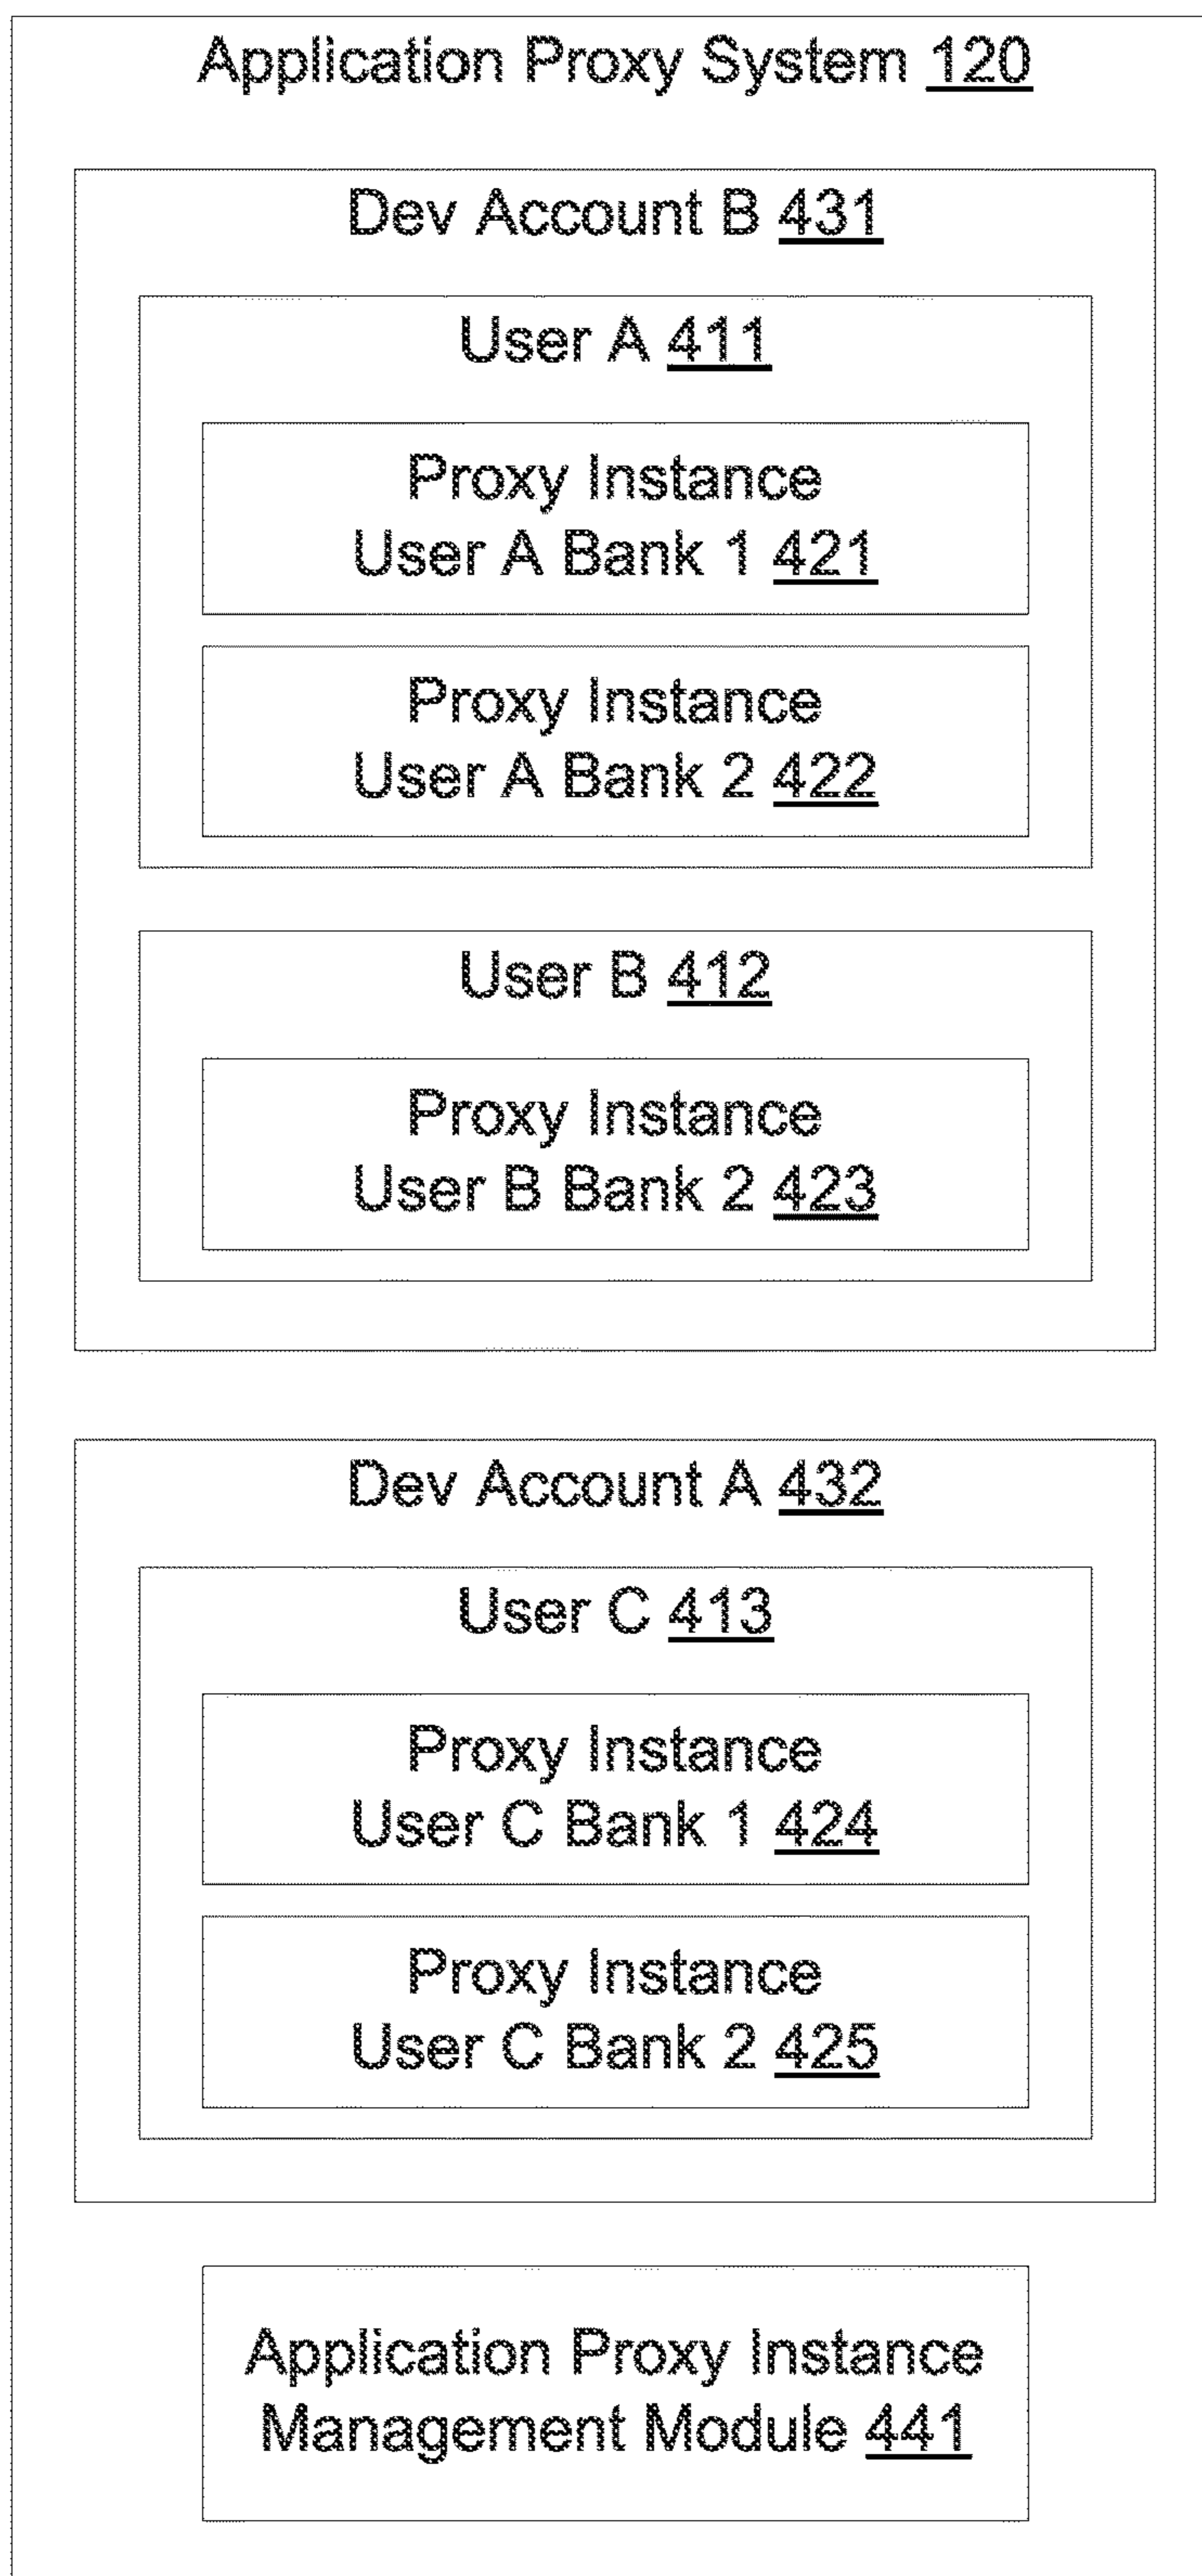 Application Proxy System 120
Dev Account B 431
User A 411
Proxy Instance
User A Bank 1 421
Proxy Instance
User A Bank 2 422
User B 412
Proxy Instance
User B Bank 2 423
Dev Account A 432
User C 413
Proxy Instance
User C Bank 1 424
Proxy Instance
User C Bank 2 425
Application Proxy Instance
Management Module 441